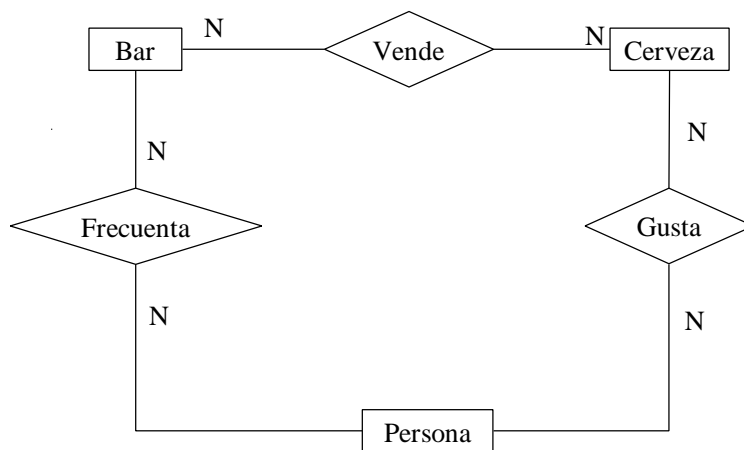 N
Bar
Vende
N
Cerveza
N
N
Frecuenta
Gusta
N
N
Persona